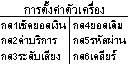 การตั้งค่าตัวเครื่อง
กด1เช็คยอดเงิน กด4ยอดเดิม
กด2ค่าบริการ กด5รหัสผ่าน
กด3ระดับเสียง กด6เคลียร์